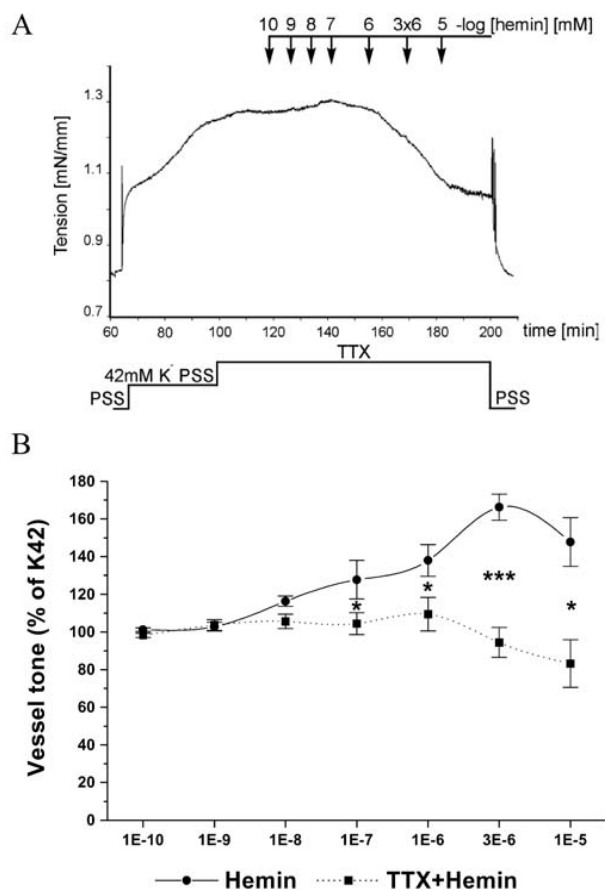 A
10 9 8 7 6 3x6 5 -log [hemin] [mM]
Tension [mN/mm]
1.3
1.1
0.9
0.7
60 80 100 120 140 160 180 200 time [min]
TTX
42mM K⁻ PSS
PSS
PSS
B
Vessel tone (% of K42)
180
160
140
120
100
80
60
40
20
0
*
*
***
*
1E-10 1E-9 1E-8 1E-7 1E-6 3E-6 1E-5
Hemin TTX+Hemin